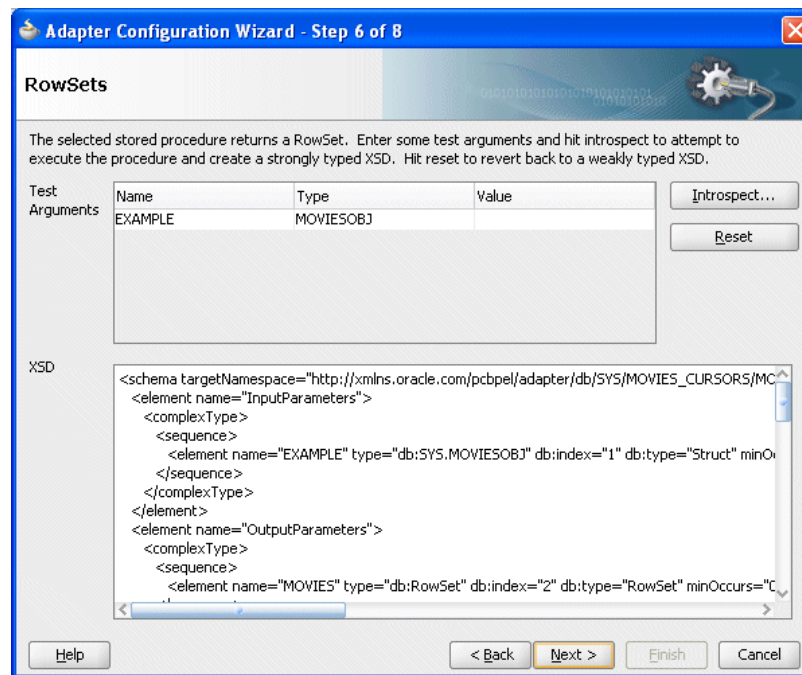 Adapter Configuration Wizard - Step 6 of 8
RowSets
The selected stored procedure returns a RowSet. Enter some test arguments and hit introspect to attempt to
execute the procedure and create a strongly typed XSD. Hit reset to revert back to a weakly typed XSD.
Test
Arguments
Name Type Value
EXAMPLE MOVIESOBJ
Introspect...
Reset
XSD
<schema targetNamespace="http://xmlns.oracle.com/pcbpel/adapter/db/SYS/MOVIES_CURSORS/MO
<element name="InputParameters">
<complexType>
<sequence>
<element name="EXAMPLE" type="db:SYS.MOVIESOBJ" db:index="1" db:type="Struct" minO
</sequence>
</complexType>
</element>
<element name="OutputParameters">
<complexType>
<sequence>
<element name="MOVIES" type="db:RowSet" db:index="2" db:type="RowSet" minOccurs="0
Help < Back Next > Finish Cancel